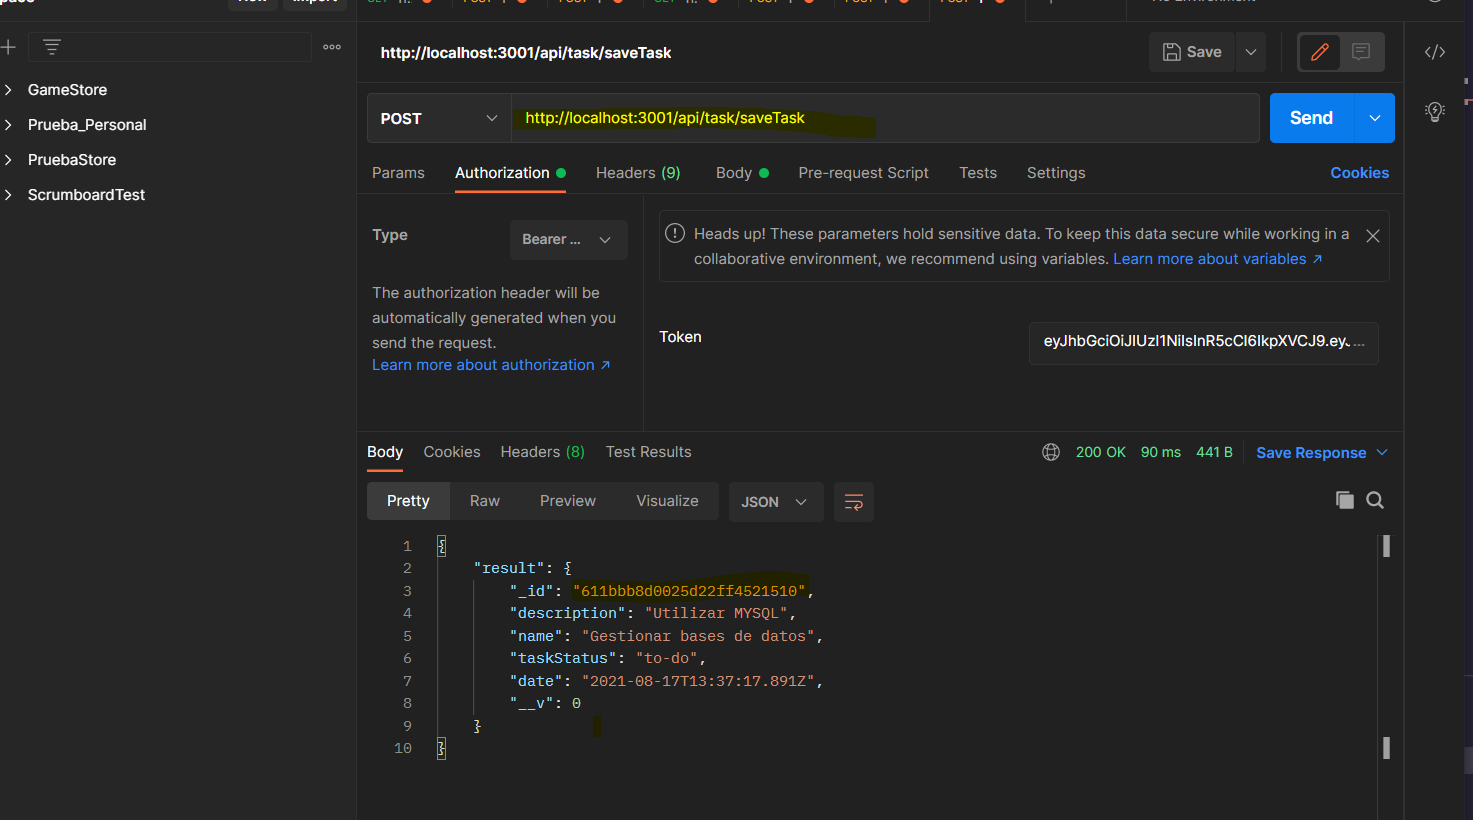 http://localhost:3001/api/task/saveTask
Save
GameStore
Prueba_Personal
PruebaStore
ScrumboardTest
POST
http://localhost:3001/api/task/saveTask
Send
Params
Authorization
Headers (9)
Body
Pre-request Script
Tests
Settings
Cookies
Type
Bearer ...
Heads up! These parameters hold sensitive data. To keep this data secure while working in a
collaborative environment, we recommend using variables. Learn more about variables ↗
The authorization header will be
automatically generated when you
send the request.
Learn more about authorization ↗
Token
Body
Cookies
Headers (8)
Test Results
200 OK
90 ms
441 B
Save Response
Pretty
Raw
Preview
Visualize
JSON
1 {
2 "result": {
3 "_id": "611bbb8d0025d22ff4521510",
4 "description": "Utilizar MYSQL",
5 "name": "Gestionar bases de datos",
6 "taskStatus": "to-do",
7 "date": "2021-08-17T13:37:17.891Z",
8 "__v": 0
9 }
10 }